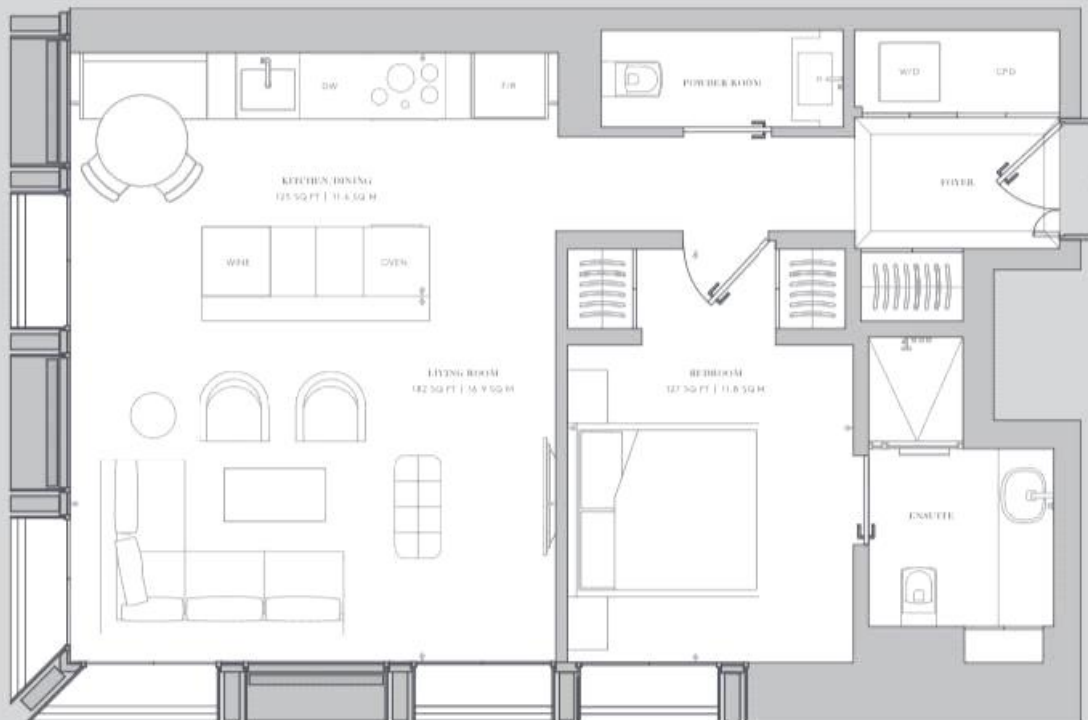 POWDER ROOM
W/D
CPD
DW
F/R
KITCHEN/DINING
125 SQ FT | 11.6 SQ M
FOYER
WINE
OVEN
LIVING ROOM
182 SQ FT | 16.9 SQ M
BEDROOM
127 SQ FT | 11.8 SQ M
ENSUITE